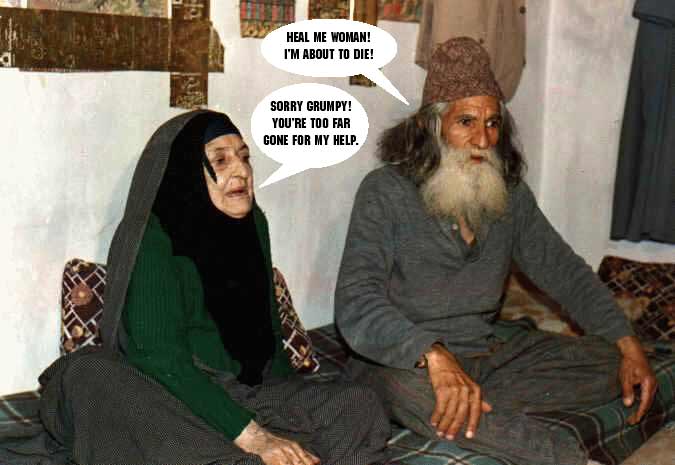 HEAL ME WOMAN!
I'M ABOUT TO DIE!
SORRY GRUMPY!
YOU'RE TOO FAR
GONE FOR MY HELP.